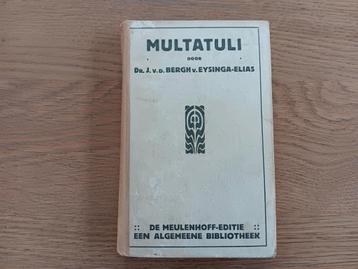 MULTATULI
DOOR
DR. J. V. D. BERGH V. EYSINGA-ELIAS
:: DE MEULENHOFF-EDITIE ::
EEN ALGEMEENE BIBLIOTHEEK